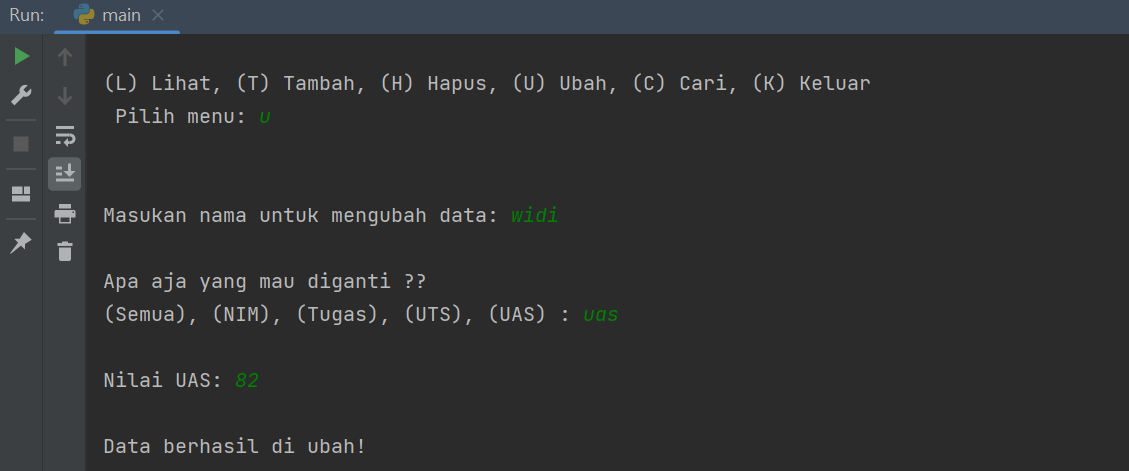 Run: main
(L) Lihat, (T) Tambah, (H) Hapus, (U) Ubah, (C) Cari, (K) Keluar
Pilih menu: u
Masukan nama untuk mengubah data: widi
Apa aja yang mau diganti ??
(Semua), (NIM), (Tugas), (UTS), (UAS) : uas
Nilai UAS: 82
Data berhasil di ubah!